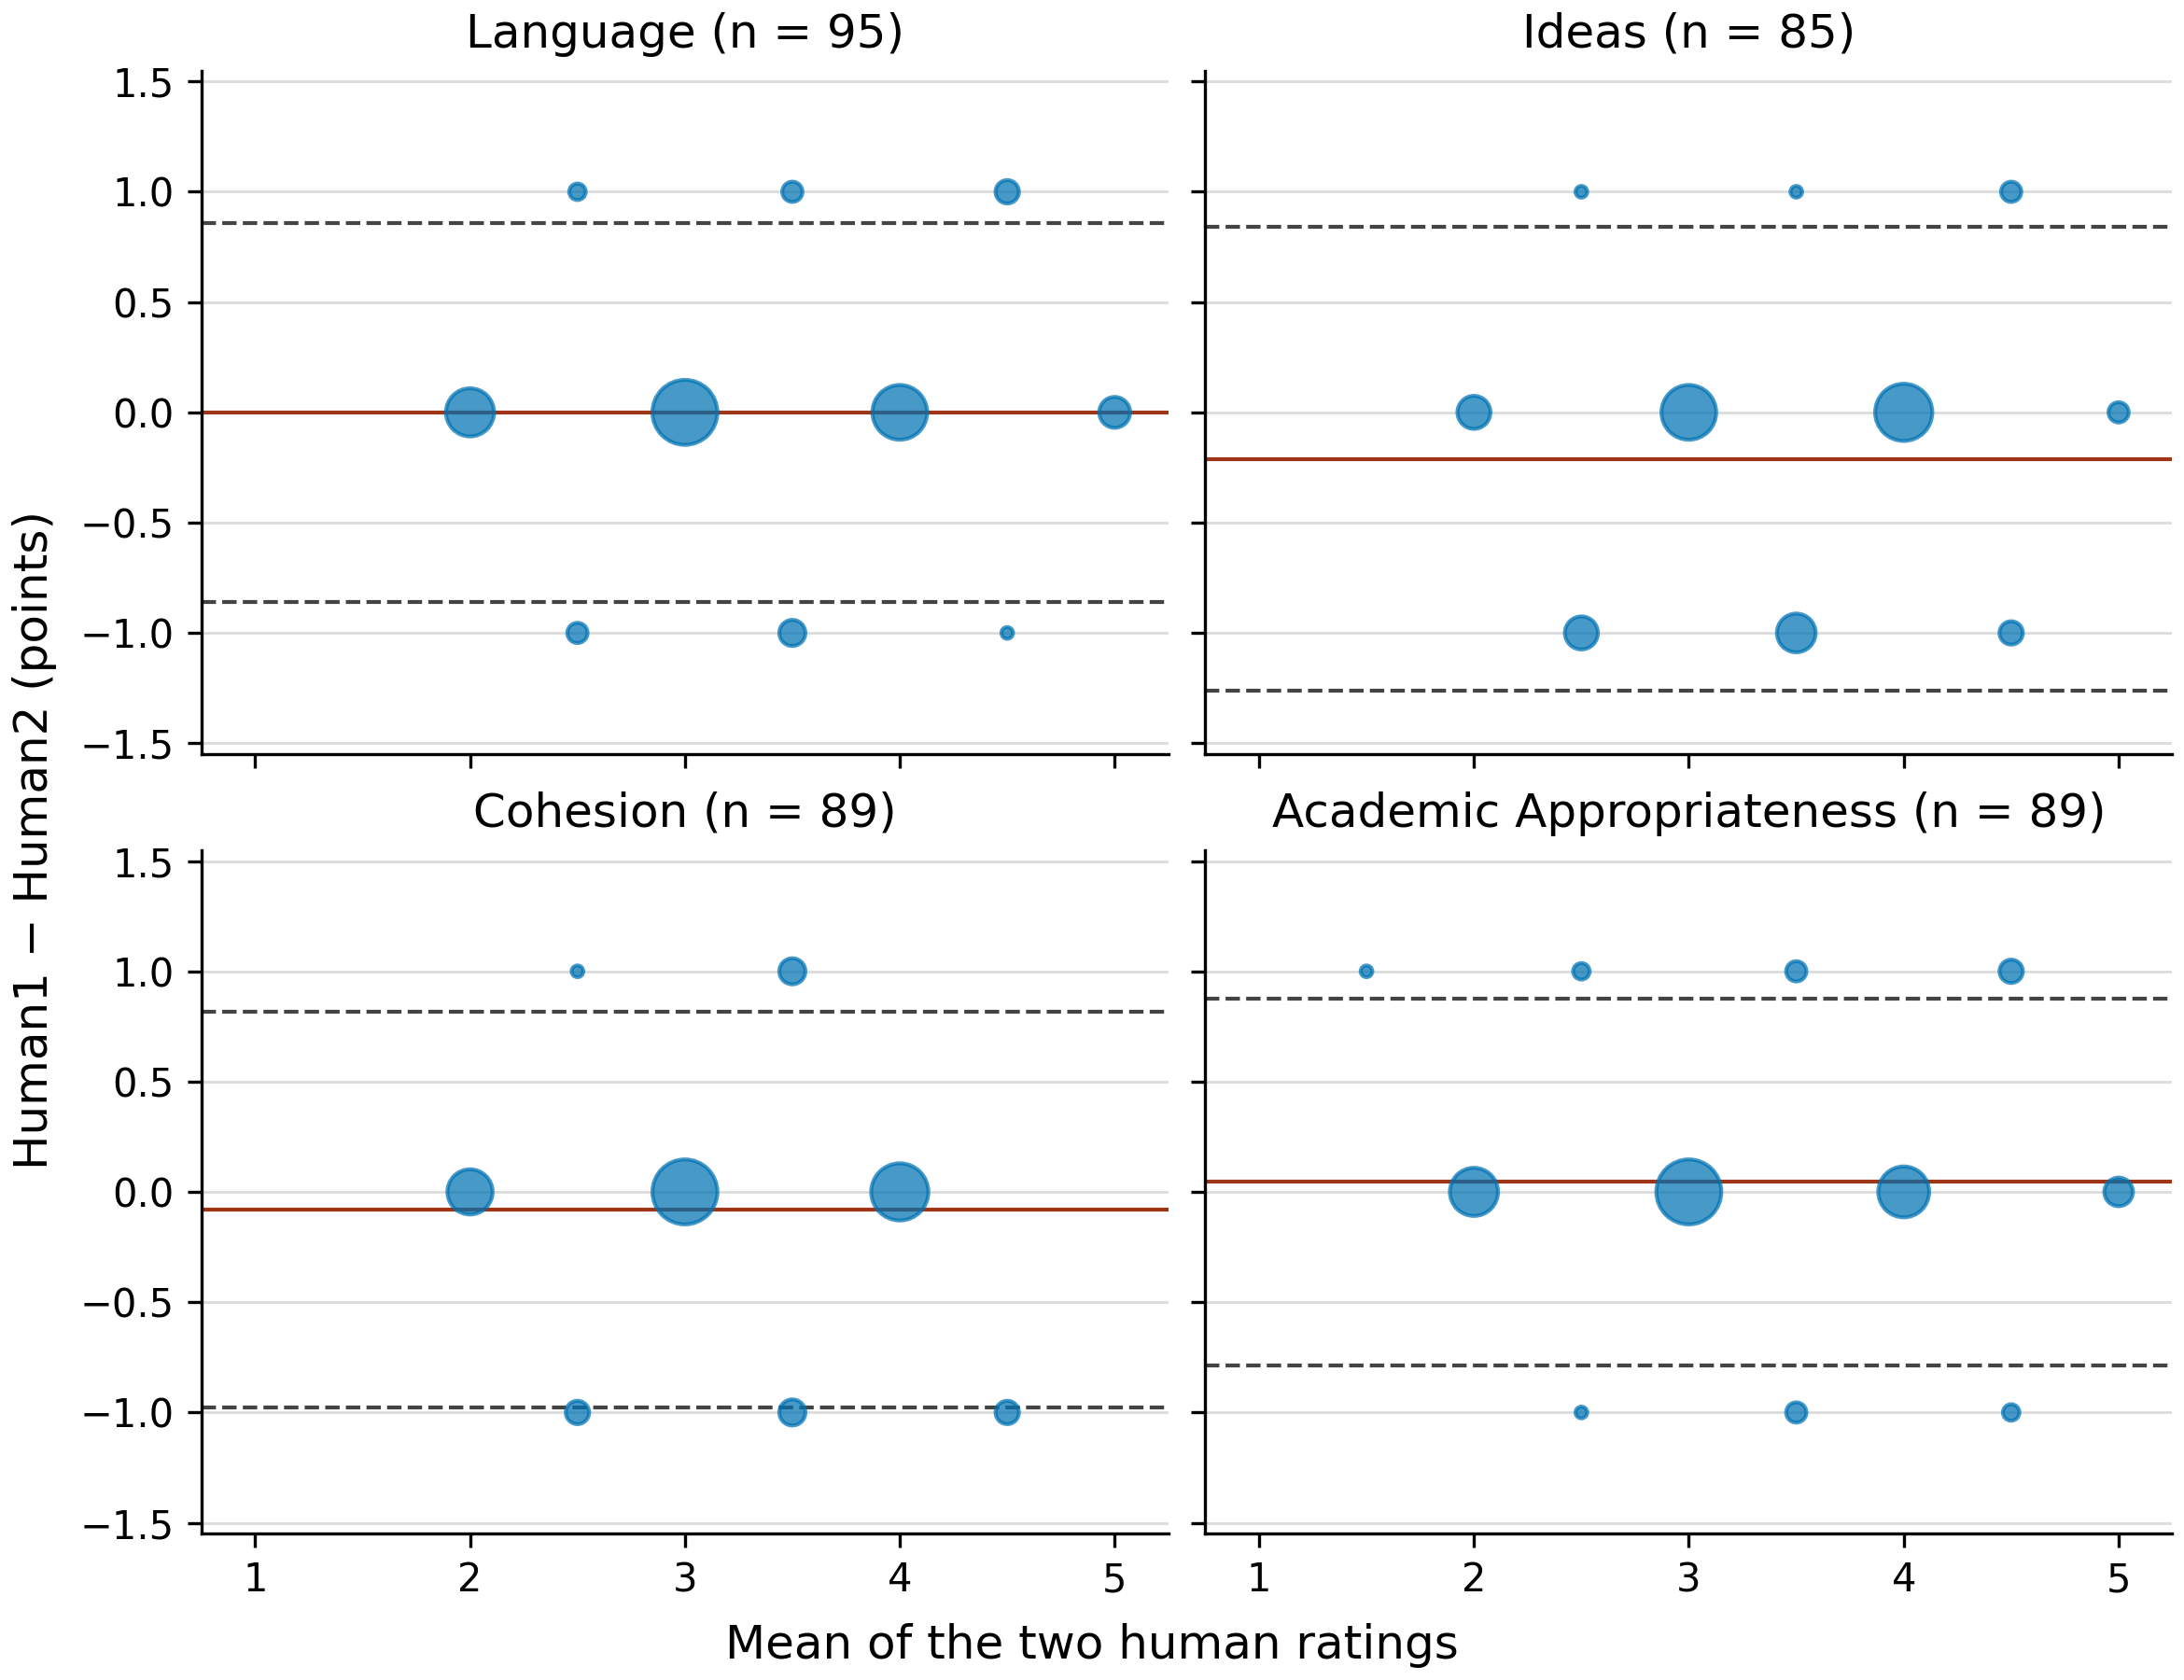 Language (n = 95)
1.5
1.0
0.5
0.0
−0.5
−1.0
−1.5
Ideas (n = 85)
Human1 − Human2 (points)
Cohesion (n = 89)
1.5
1.0
0.5
0.0
−0.5
−1.0
−1.5
1 2 3 4 5
Academic Appropriateness (n = 89)
1 2 3 4 5
Mean of the two human ratings